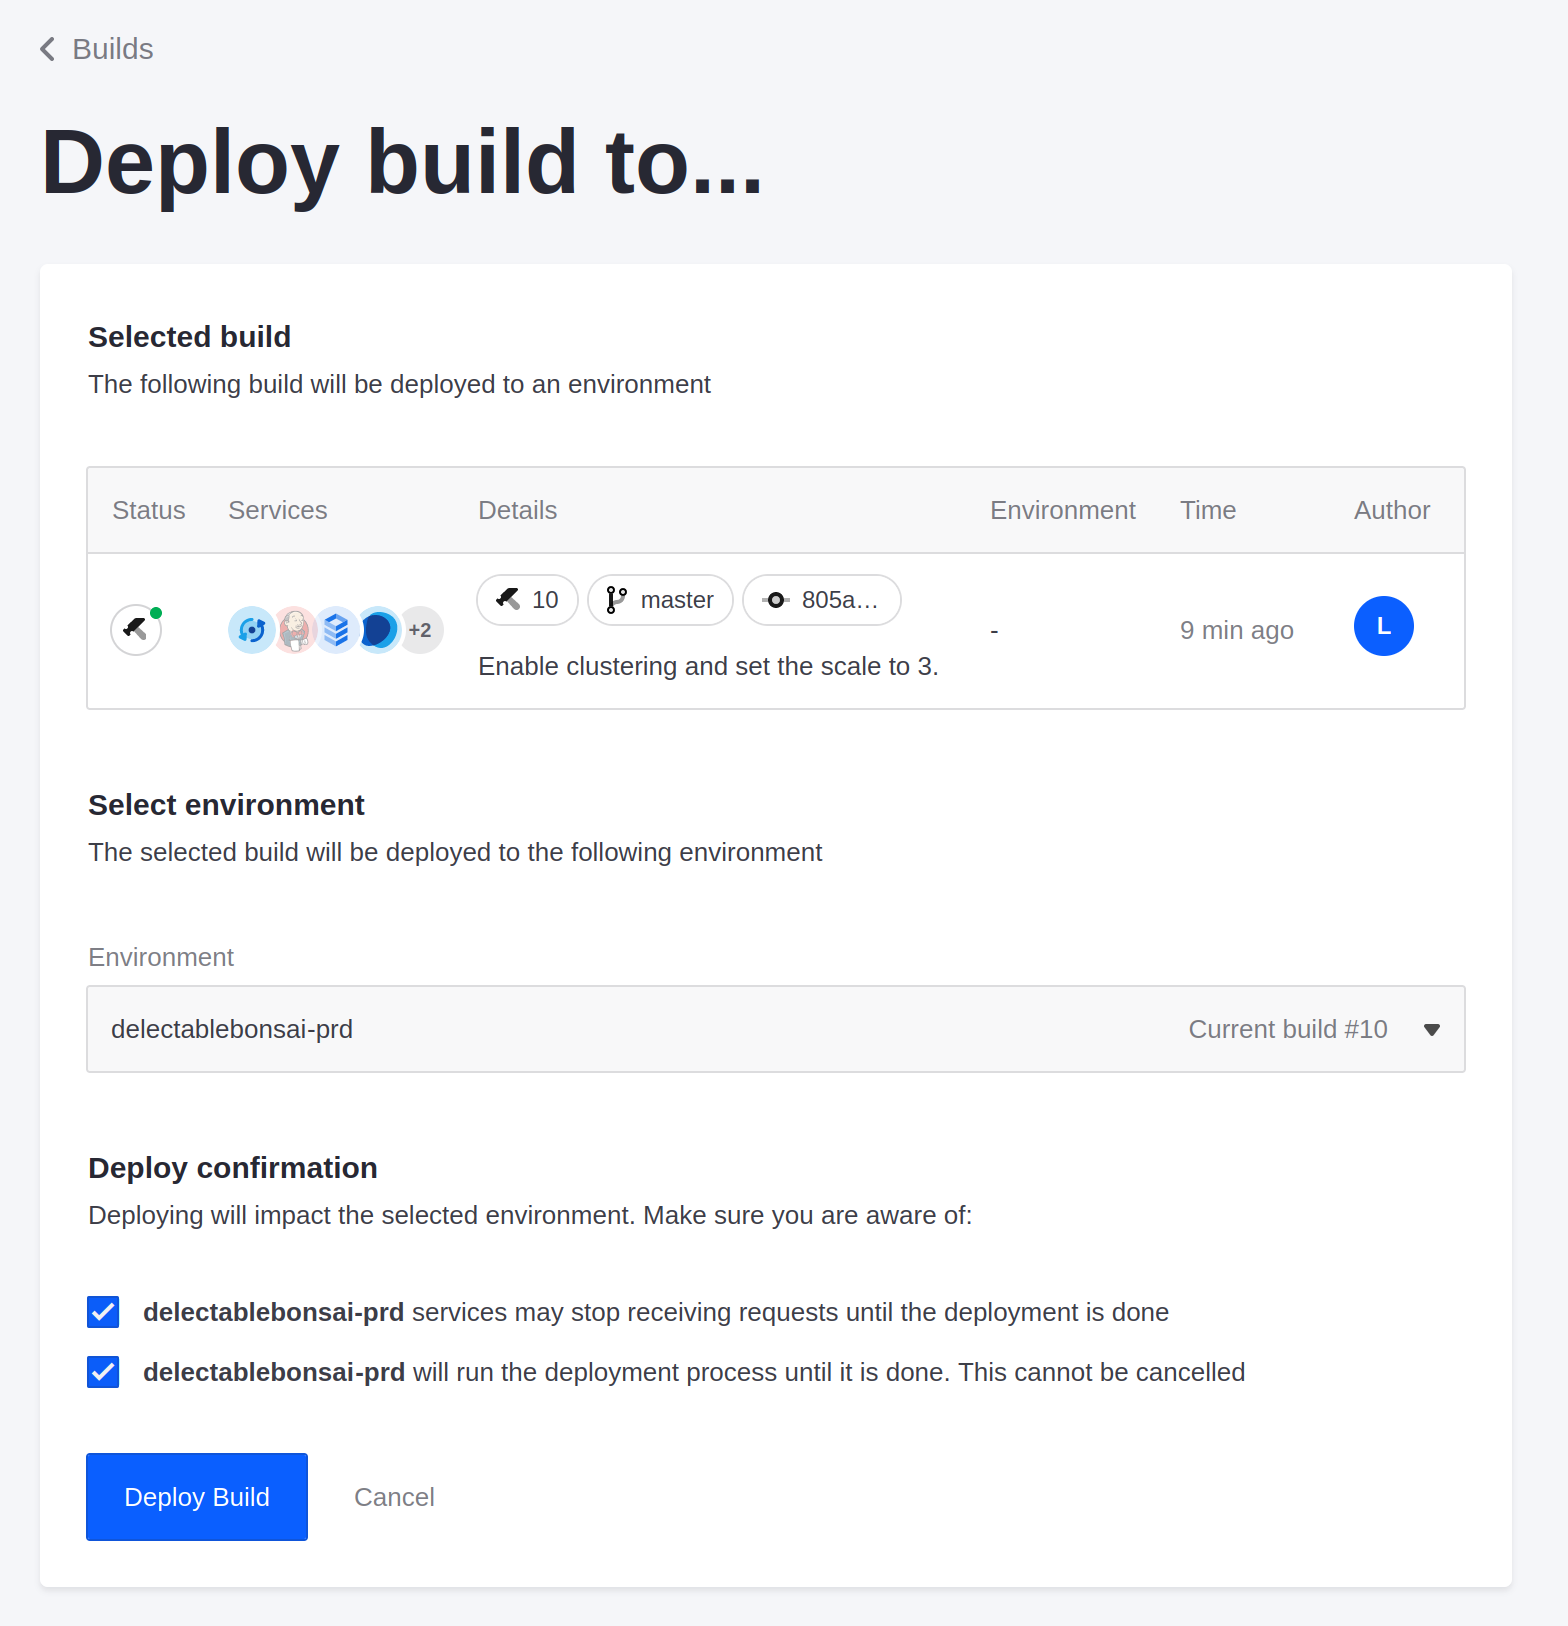 Builds
Deploy build to...
Selected build
The following build will be deployed to an environment
Status Services Details Environment Time Author
10 master 805a...
+2 - 9 min ago L
Enable clustering and set the scale to 3.
Select environment
The selected build will be deployed to the following environment
Environment
delectablebonsai-prd Current build #10
Deploy confirmation
Deploying will impact the selected environment. Make sure you are aware of:
delectablebonsai-prd services may stop receiving requests until the deployment is done
delectablebonsai-prd will run the deployment process until it is done. This cannot be cancelled
Deploy Build Cancel